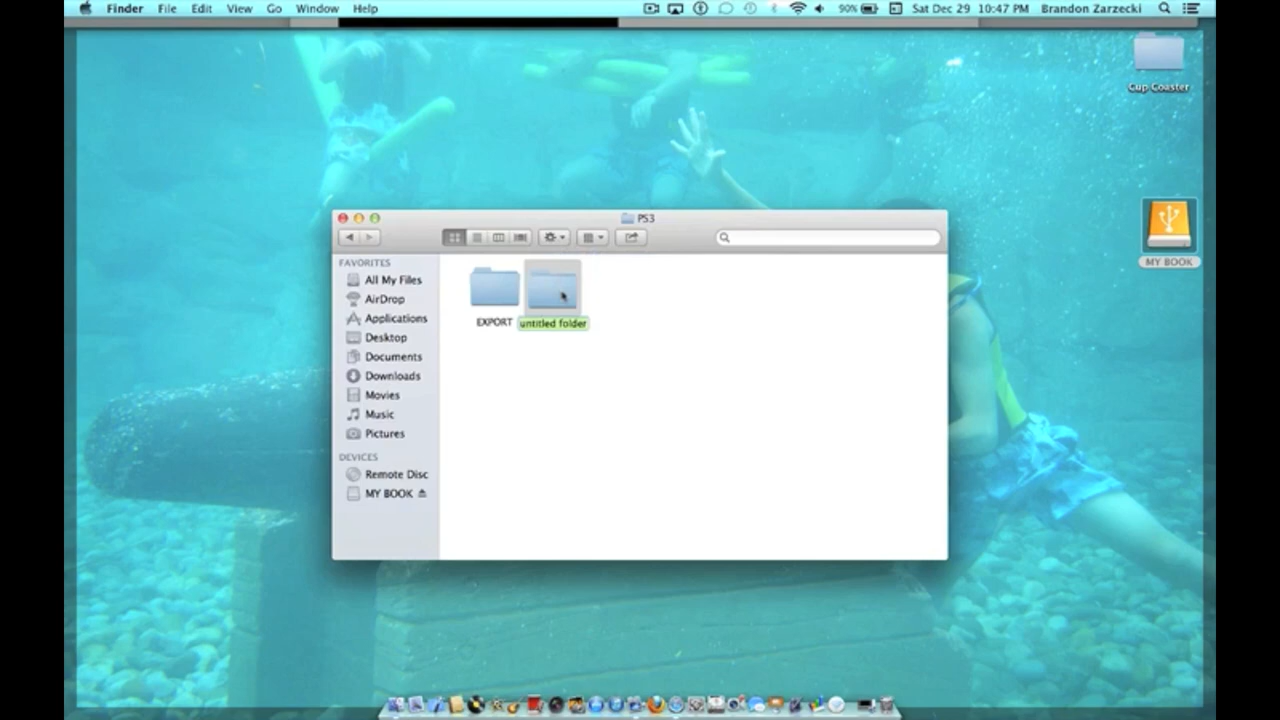 Finder File Edit View Go Window Help 90% Sat Dec 29 10:47 PM Brandon Zarzecki
Cup Coaster
PS3
FAVORITES
All My Files
AirDrop
Applications
Desktop
Documents
Downloads
Movies
Music
Pictures
DEVICES
Remote Disc
MY BOOK
EXPORT
untitled folder
MY BOOK